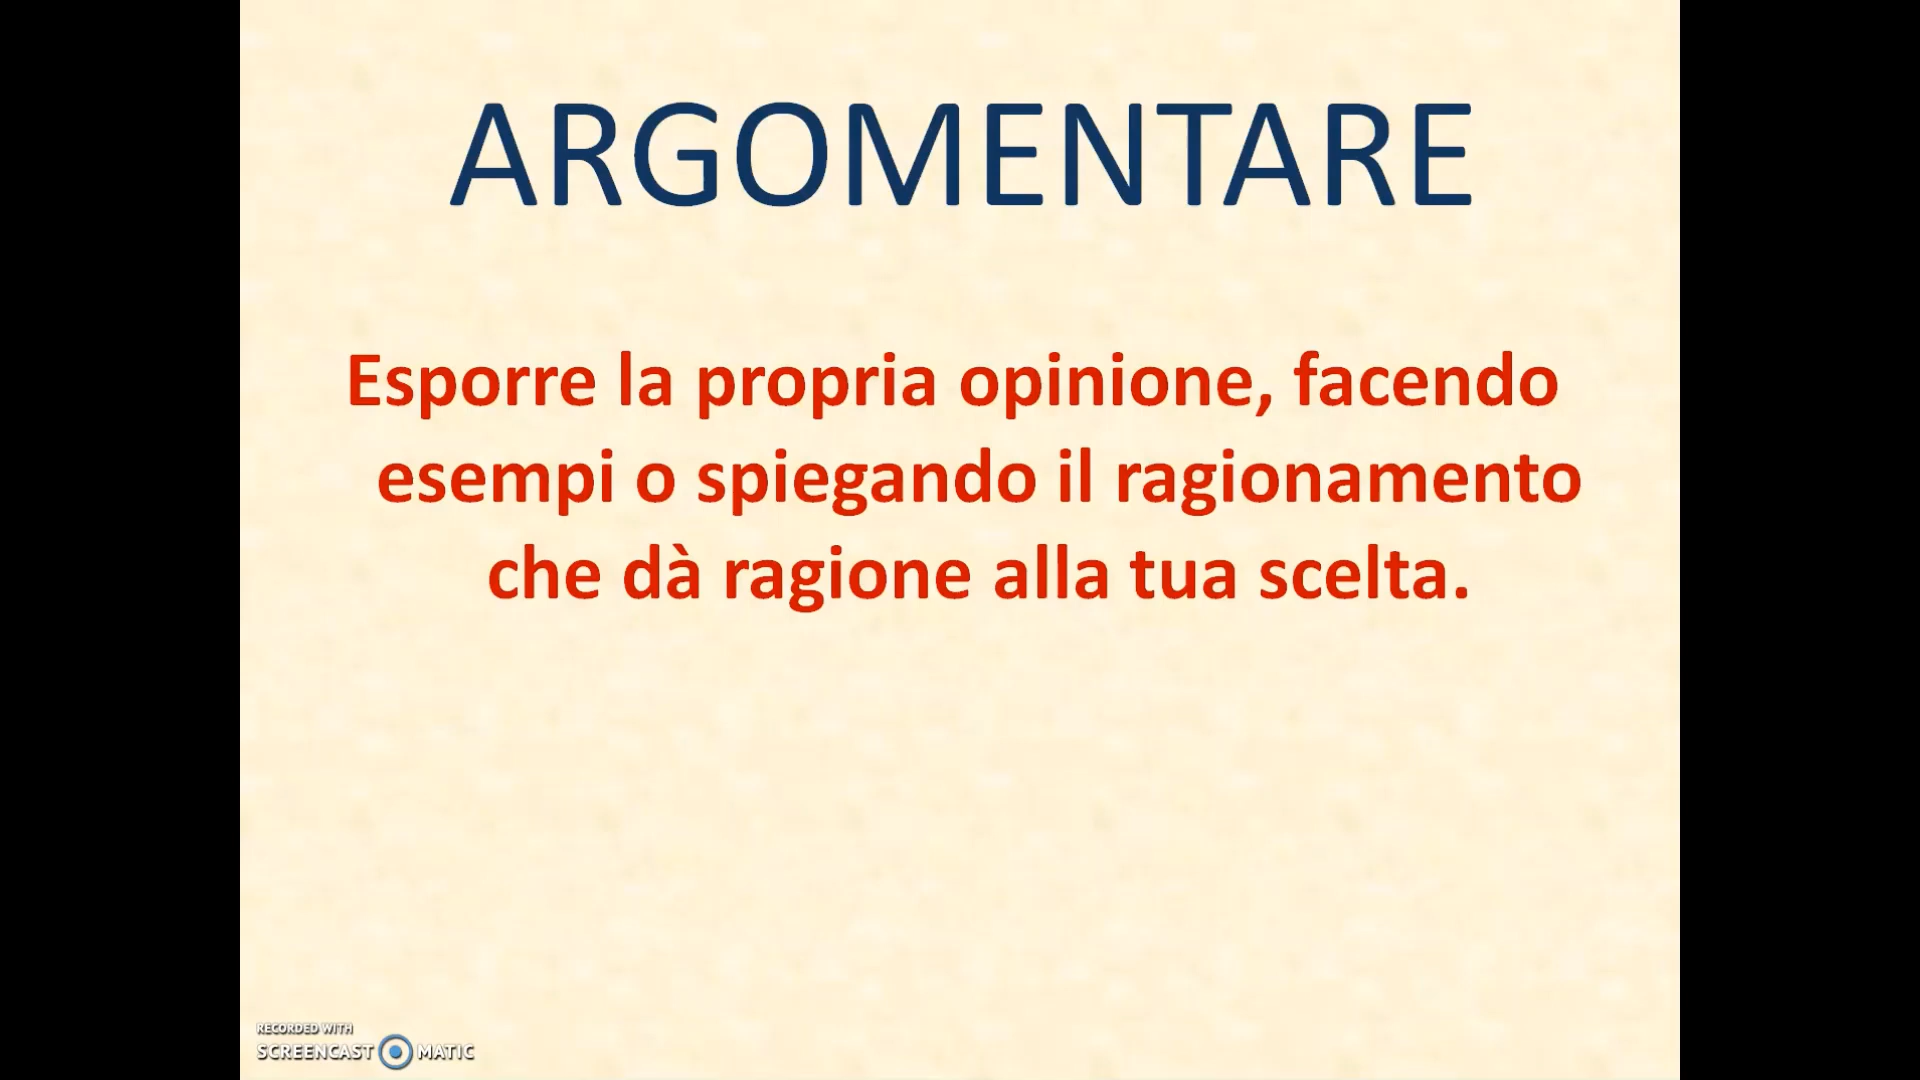 ARGOMENTARE
Esporre la propria opinione, facendo
esempi o spiegando il ragionamento
che dà ragione alla tua scelta.
RECORDED WITH
SCREENCAST MATIC